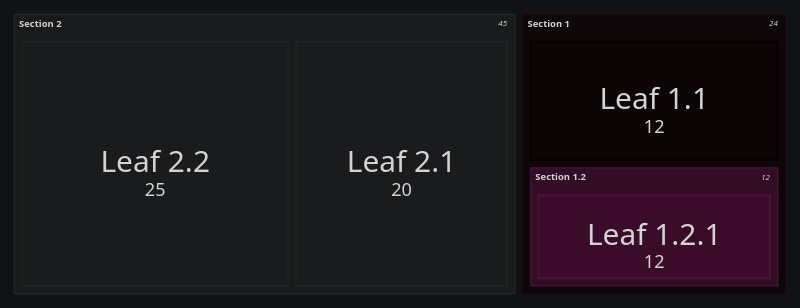 Section 2 45
Leaf 2.2
25
Leaf 2.1
20
Section 1 24
Leaf 1.1
12
Section 1.2 12
Leaf 1.2.1
12